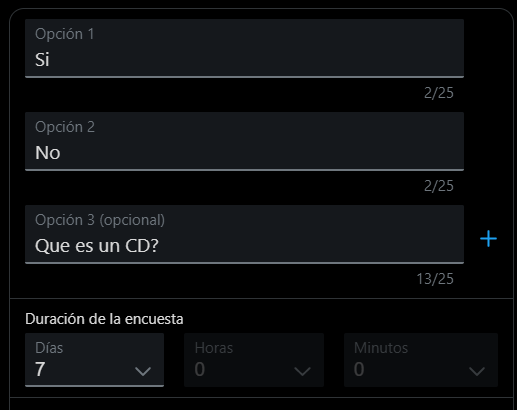 Opción 1
Si
2/25
Opción 2
No
2/25
Opción 3 (opcional)
Que es un CD?
13/25
Duración de la encuesta
Días Horas Minutos
7 0 0